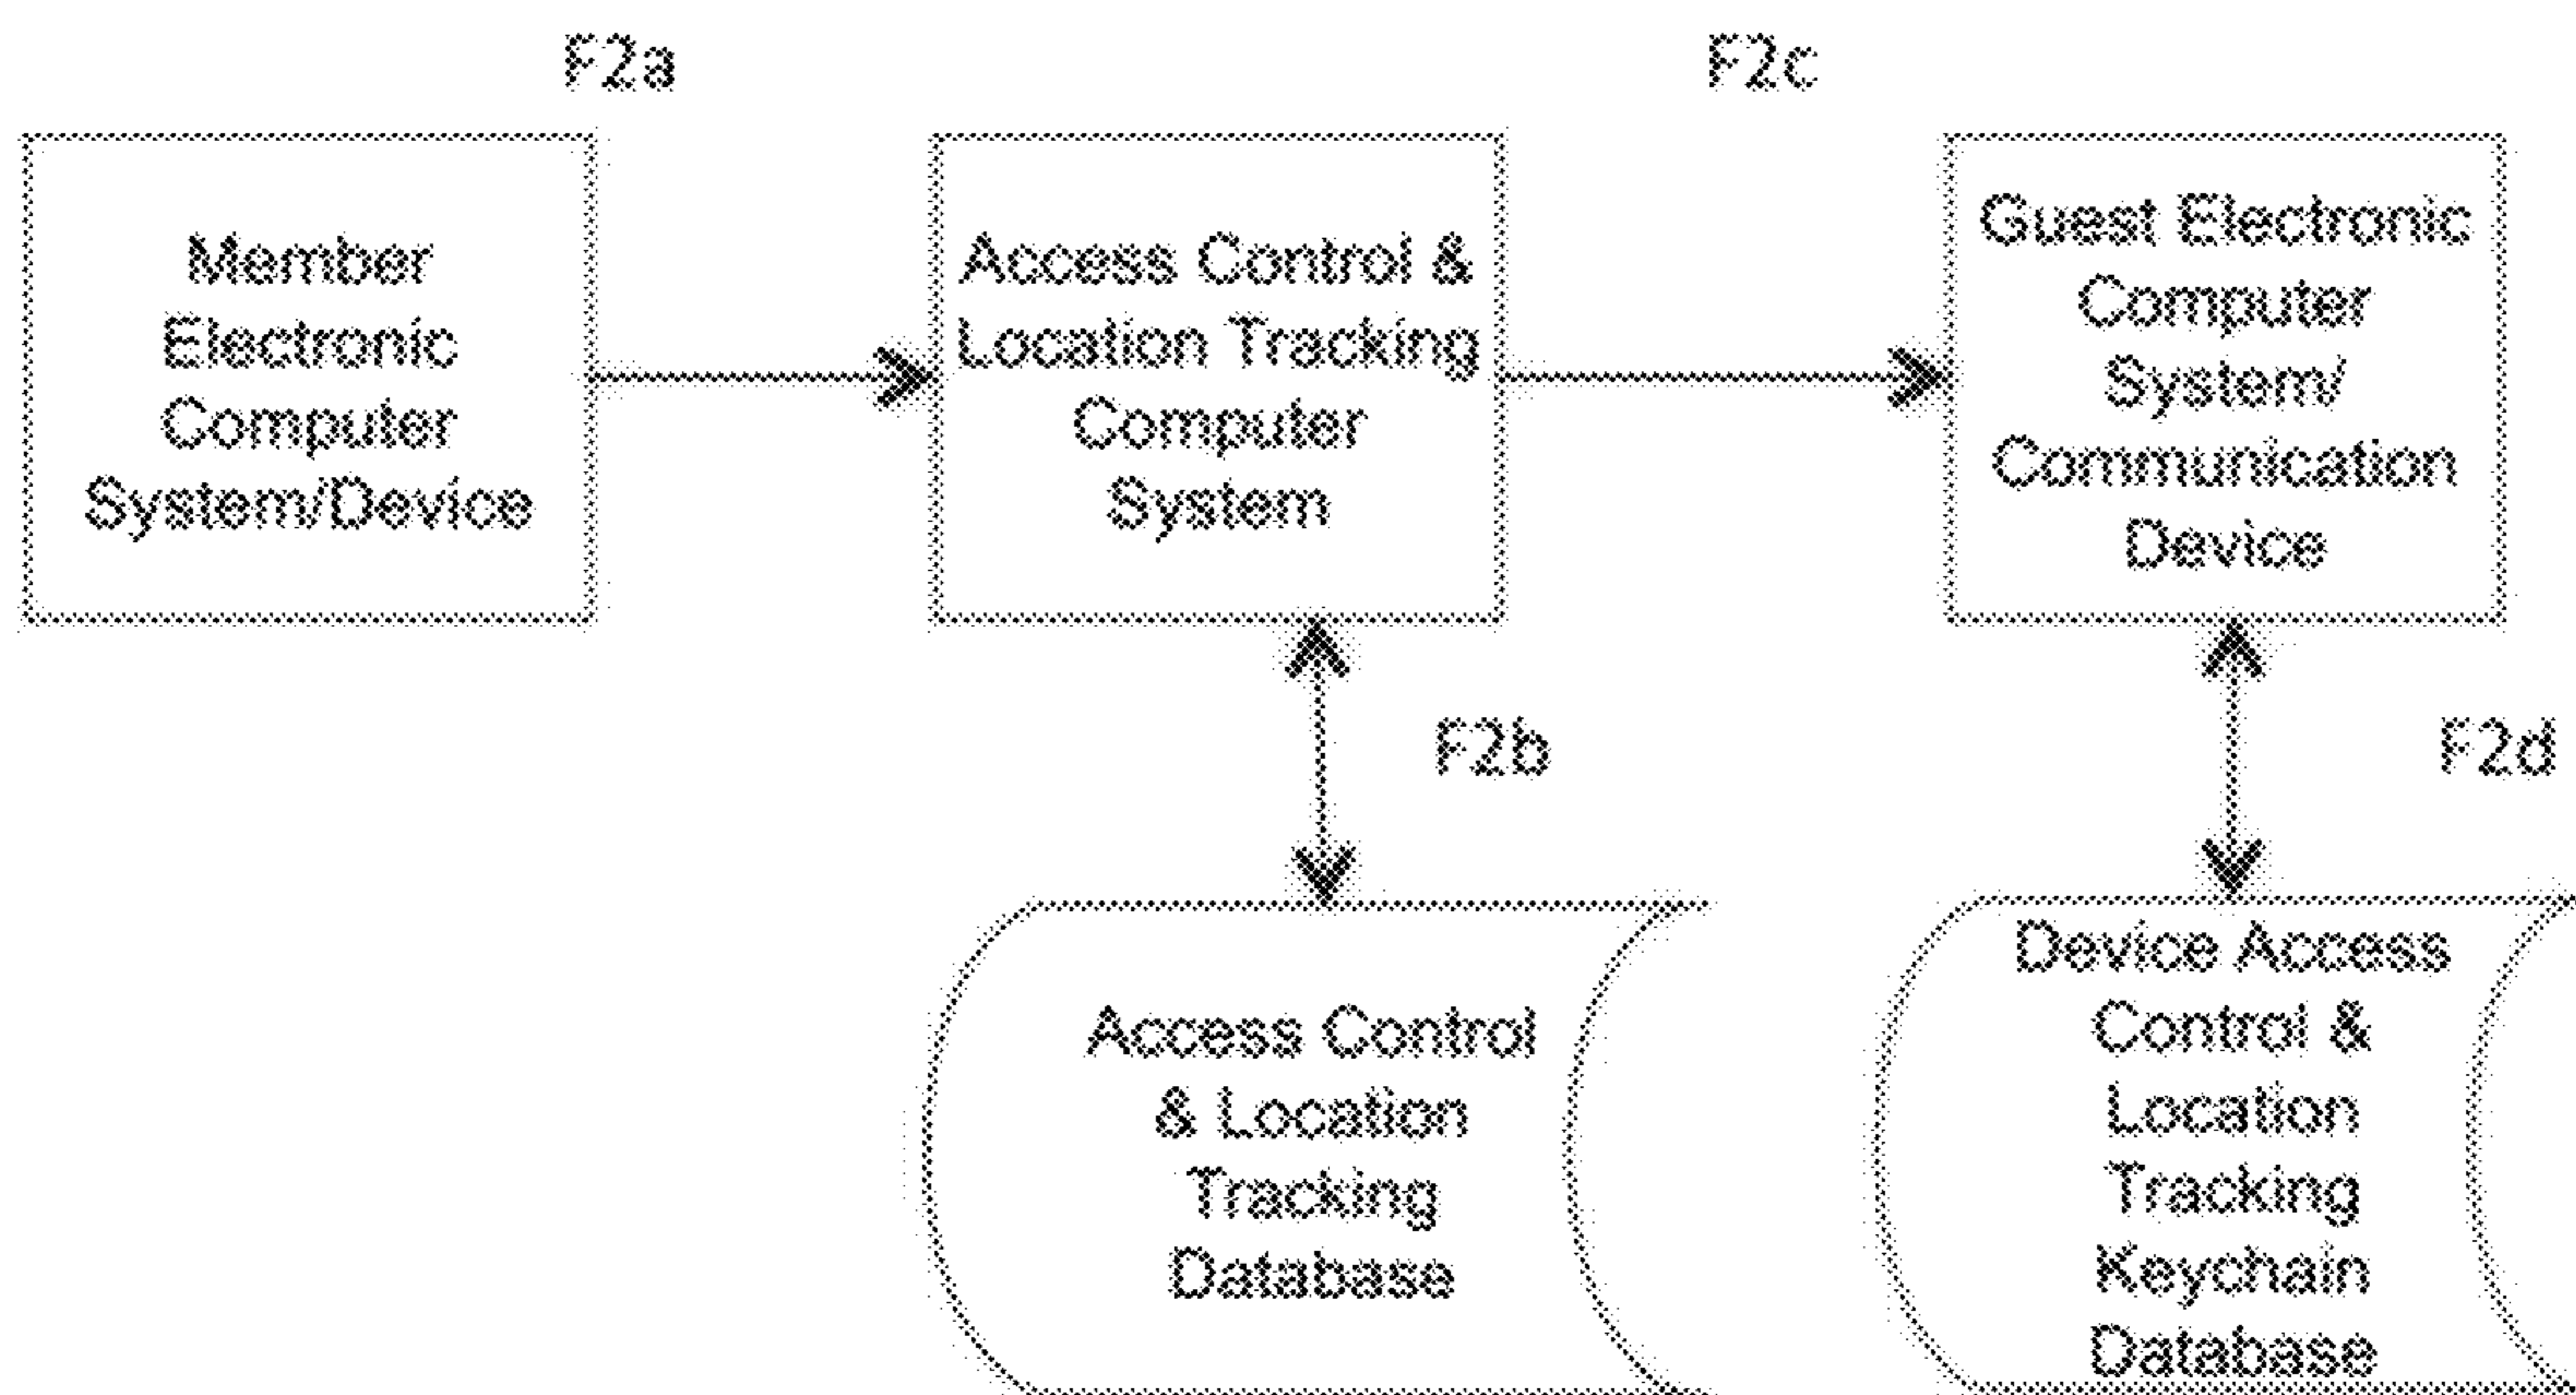 F2a
F2c
Member
Electronic
Computer
System/Device
Access Control &
Location Tracking
Computer
System
Guest Electronic
Computer
System/
Communication
Device
F2b
F2d
Access Control
& Location
Tracking
Database
Device Access
Control &
Location
Tracking
Keychain
Database